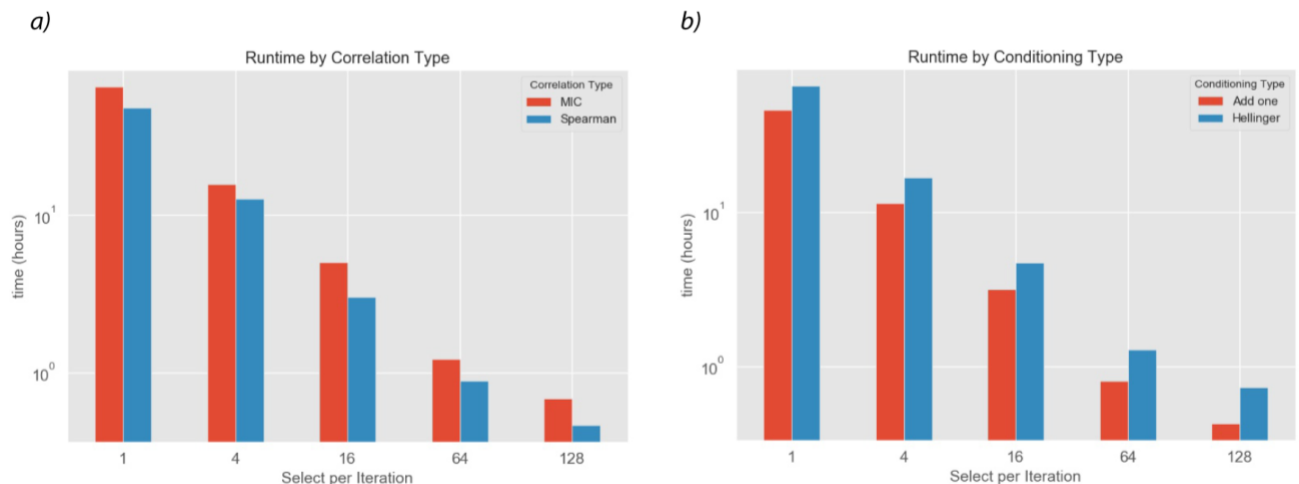 a)
Runtime by Correlation Type
Correlation Type
MIC
Spearman
time (hours)
10^1
10^0
1 4 16 64 128
Select per Iteration
b)
Runtime by Conditioning Type
Conditioning Type
Add one
Hellinger
time (hours)
10^1
10^0
1 4 16 64 128
Select per Iteration